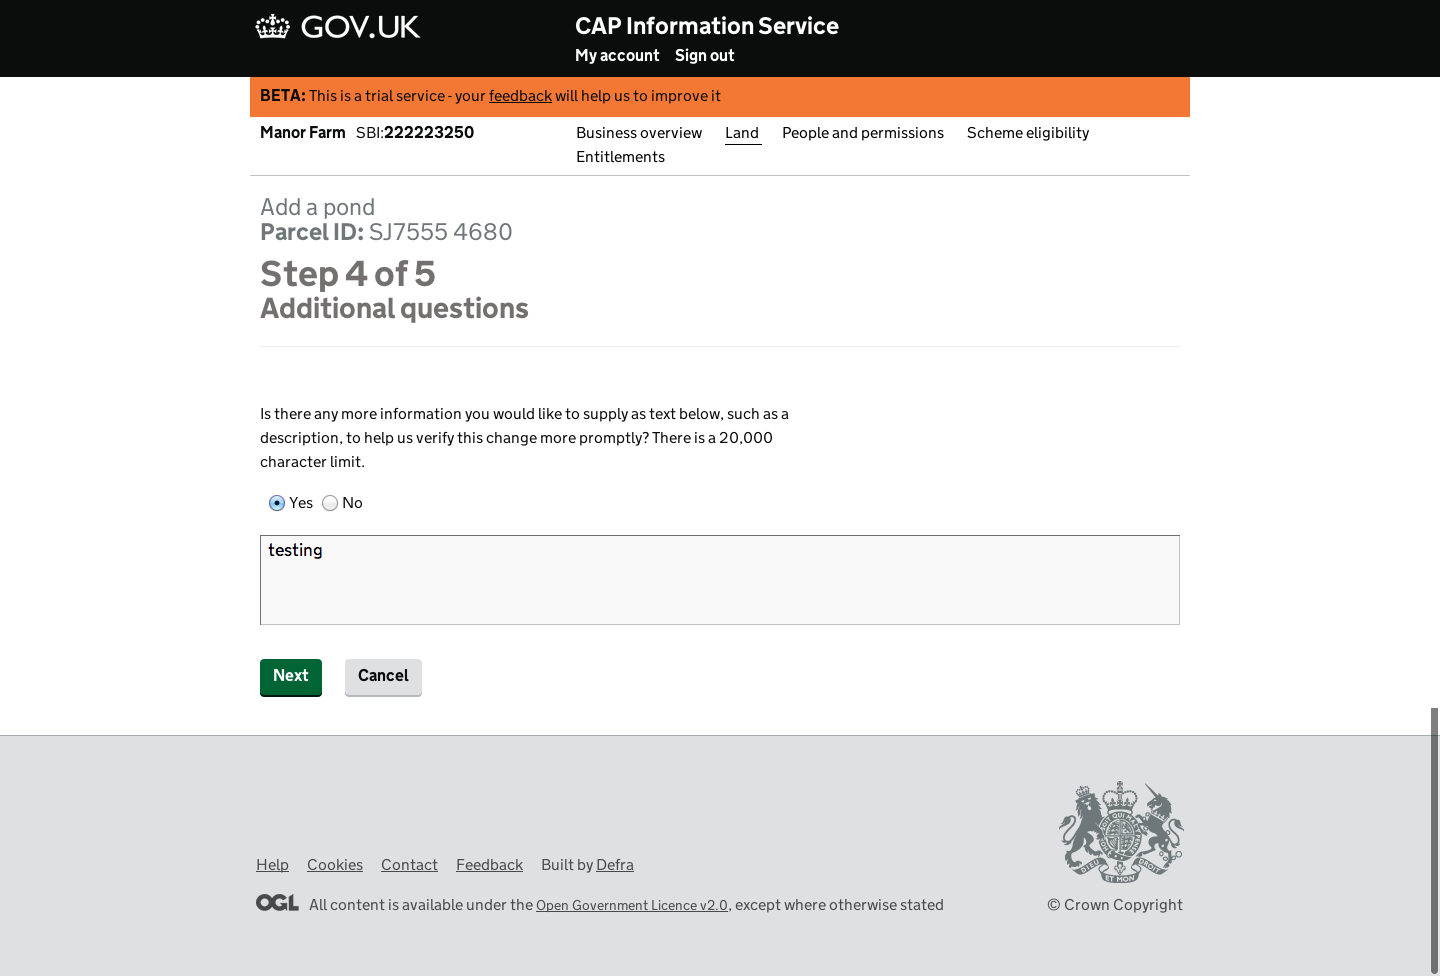 GOV.UK
CAP Information Service
My account Sign out
BETA: This is a trial service - your feedback will help us to improve it
Manor Farm SBI:222223250
Business overview Land People and permissions Scheme eligibility
Entitlements
Add a pond
Parcel ID: SJ7555 4680
Step 4 of 5
Additional questions
Is there any more information you would like to supply as text below, such as a
description, to help us verify this change more promptly? There is a 20,000
character limit.
Yes No
testing
Next Cancel
Help Cookies Contact Feedback Built by Defra
OGL All content is available under the Open Government Licence v2.0, except where otherwise stated
DIEU ET MON DROIT
© Crown Copyright